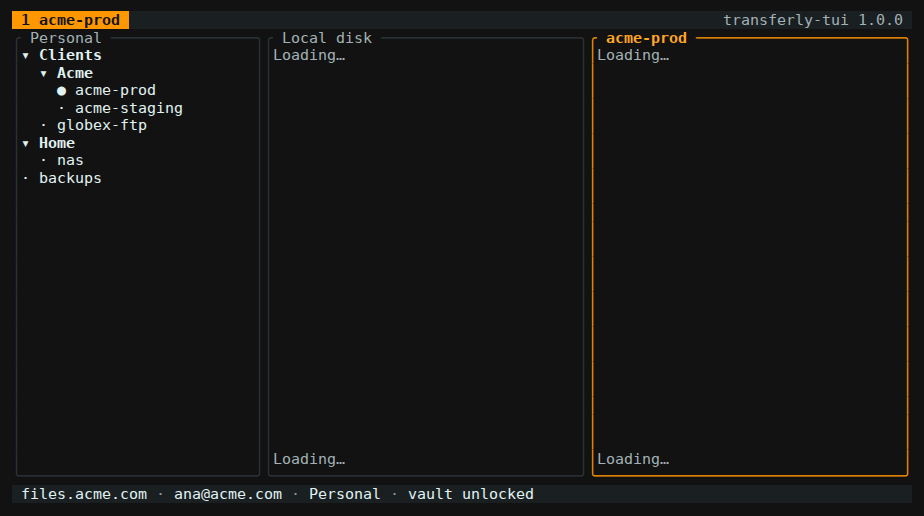 1 acme-prod
transferly-tui 1.0.0
Personal
▾ Clients
▾ Acme
● acme-prod
· acme-staging
· globex-ftp
▾ Home
· nas
· backups
Local disk
Loading…
Loading…
acme-prod
Loading…
Loading…
files.acme.com · ana@acme.com · Personal · vault unlocked